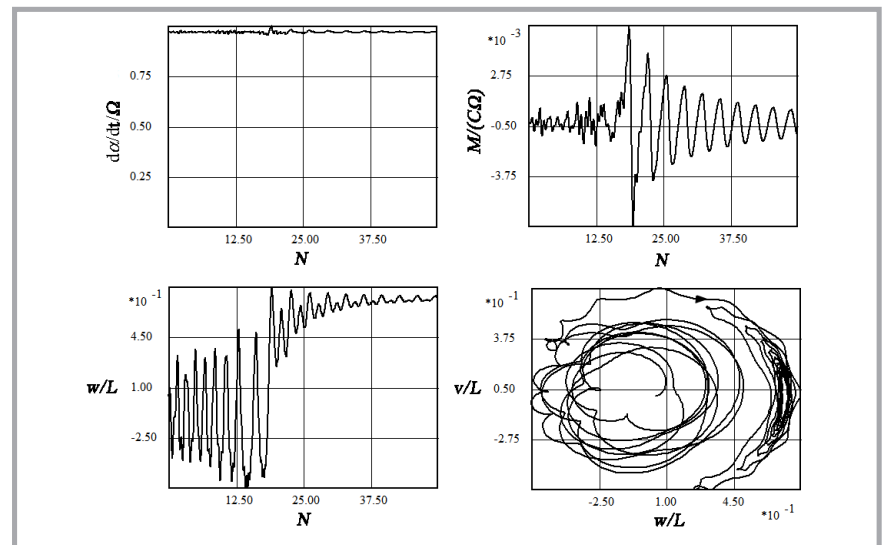 *10 ⁻³
0.75
0.50
0.25
dα/dt/Ω
12.50 25.00 37.50
N
2.75
-0.50
-3.75
M/(CΩ)
12.50 25.00 37.50
N
*10 ⁻¹
4.50
1.00
-2.50
w/L
12.50 25.00 37.50
N
*10 ⁻¹
3.75
0.50
-2.75
v/L
-2.50 1.00 4.50
*10 ⁻¹
w/L